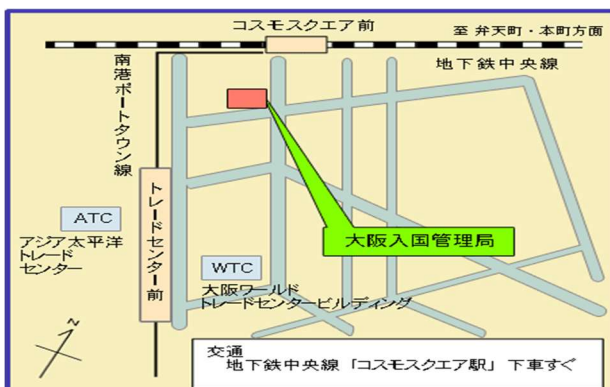 コスモスクエア前
至 弁天町・本町方面
地下鉄中央線
南港ポートタウン線
トレードセンター前
ATC
アジア太平洋
トレード
センター
大阪入国管理局
WTC
大阪ワールド
トレードセンタービルディング
N
交通
地下鉄中央線「コスモスクエア駅」下車すぐ